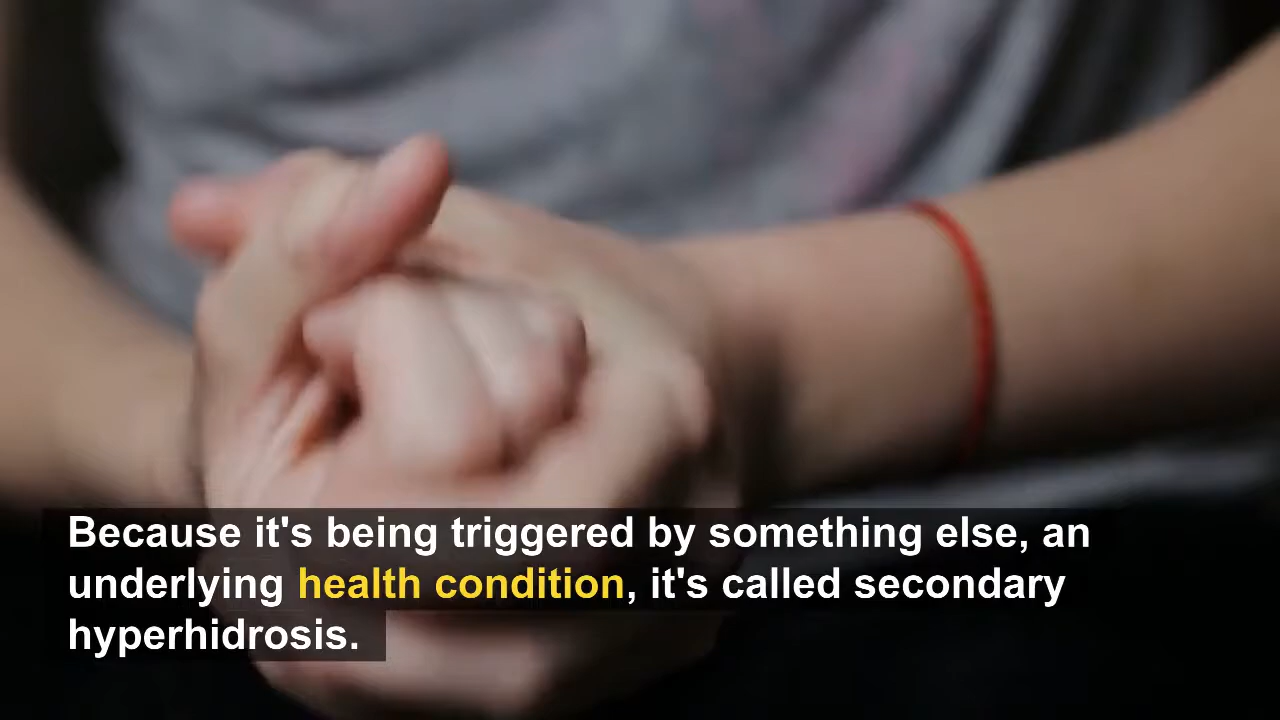 Because it's being triggered by something else, an
underlying health condition, it's called secondary
hyperhidrosis.